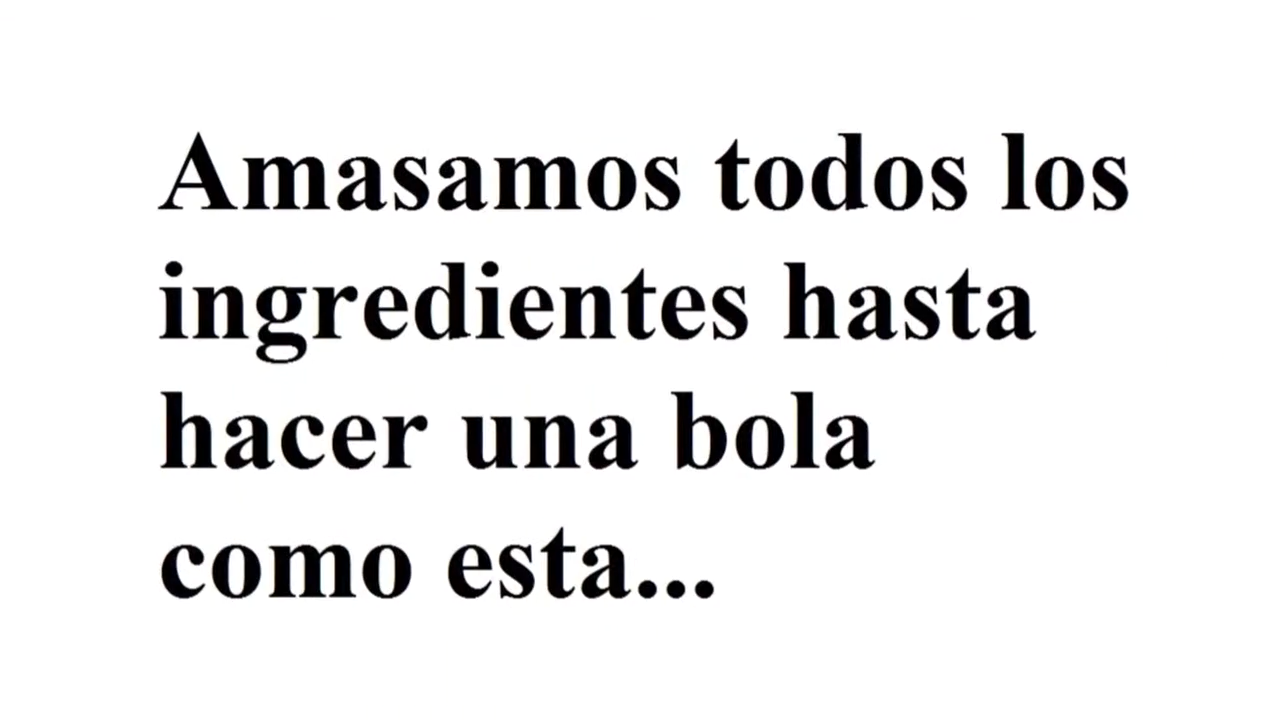 Amasamos todos los
ingredientes hasta
hacer una bola
como esta...